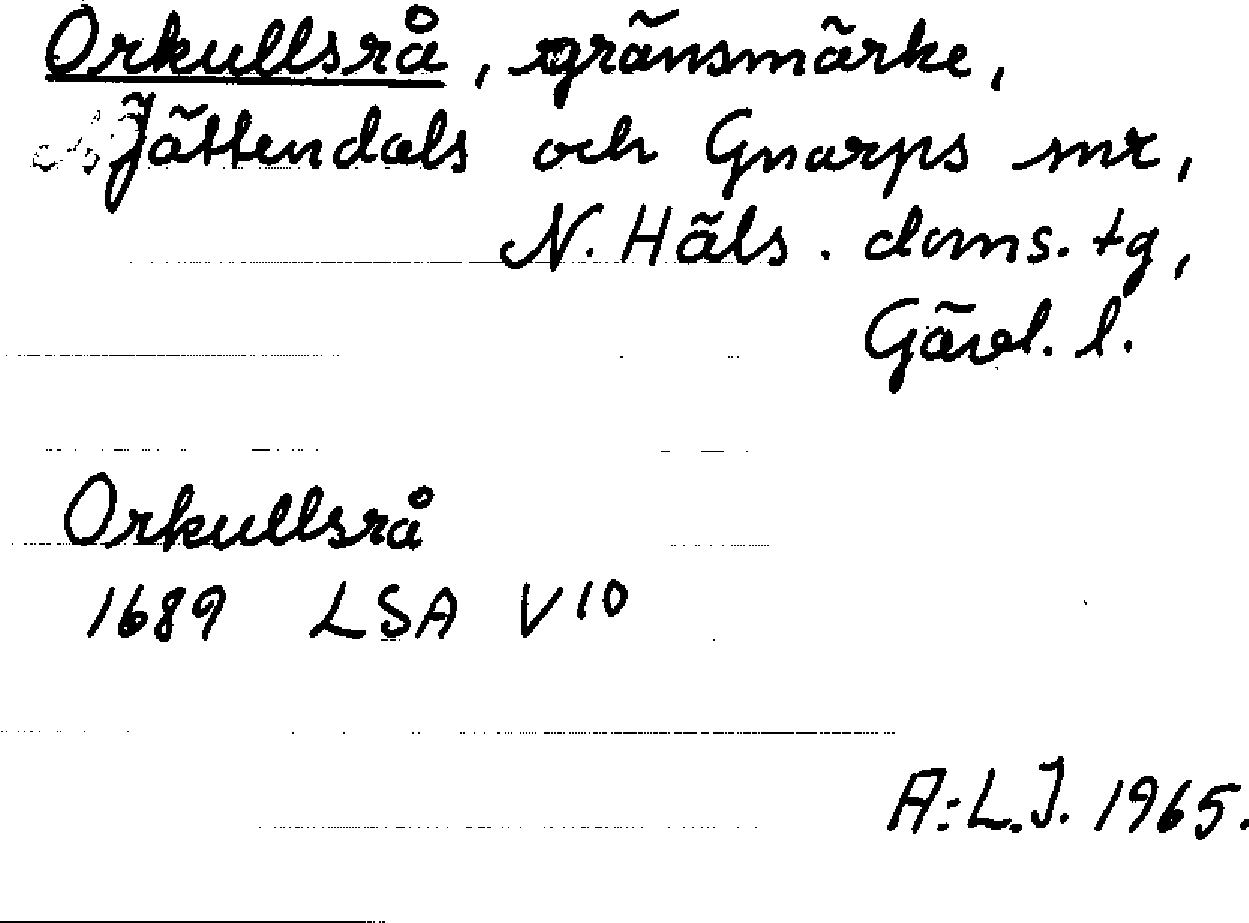 Orkullsrå, gränsmärke,
Jättendals och Gnarps snr,
N. Häls. doms. tg,
Gävl. l.
Orkullsrå
1689 LSA V10
A:L.J. 1965.